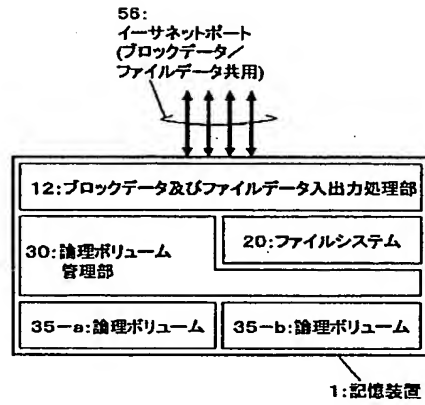 56:
イーサネットポート
(ブロックデータ/
ファイルデータ共用)
12:ブロックデータ及びファイルデータ入出力処理部
30:論理ボリューム
管理部
20:ファイルシステム
35-a:論理ボリューム
35-b:論理ボリューム
1:記憶装置